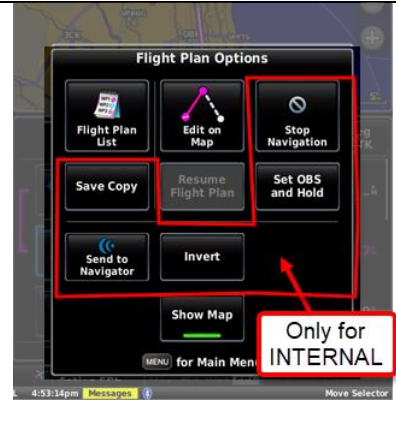 Flight Plan Options
Flight Plan
List
Edit on
Map
Stop
Navigation
Save Copy
Resume
Flight Plan
Set OBS
and Hold
Send to
Navigator
Invert
Show Map
Only for
INTERNAL
MENU for Main Men
4:53:14pm Messages Move Selector